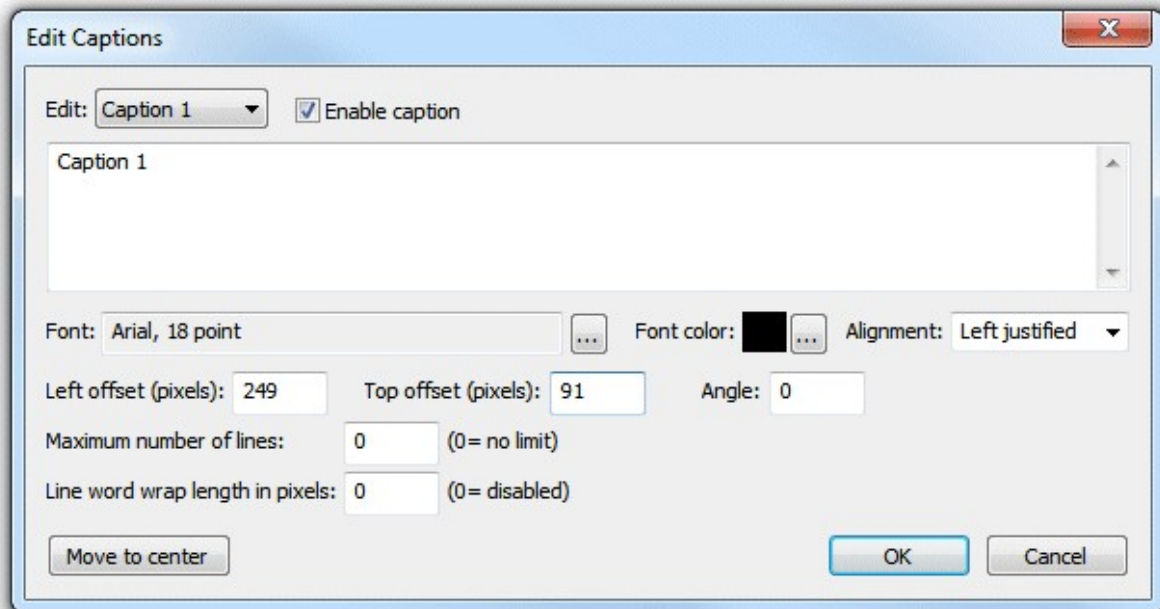 Edit Captions
Edit: Caption 1 Enable caption
Caption 1
Font: Arial, 18 point ... Font color: ... Alignment: Left justified
Left offset (pixels): 249 Top offset (pixels): 91 Angle: 0
Maximum number of lines: 0 (0= no limit)
Line word wrap length in pixels: 0 (0= disabled)
Move to center OK Cancel